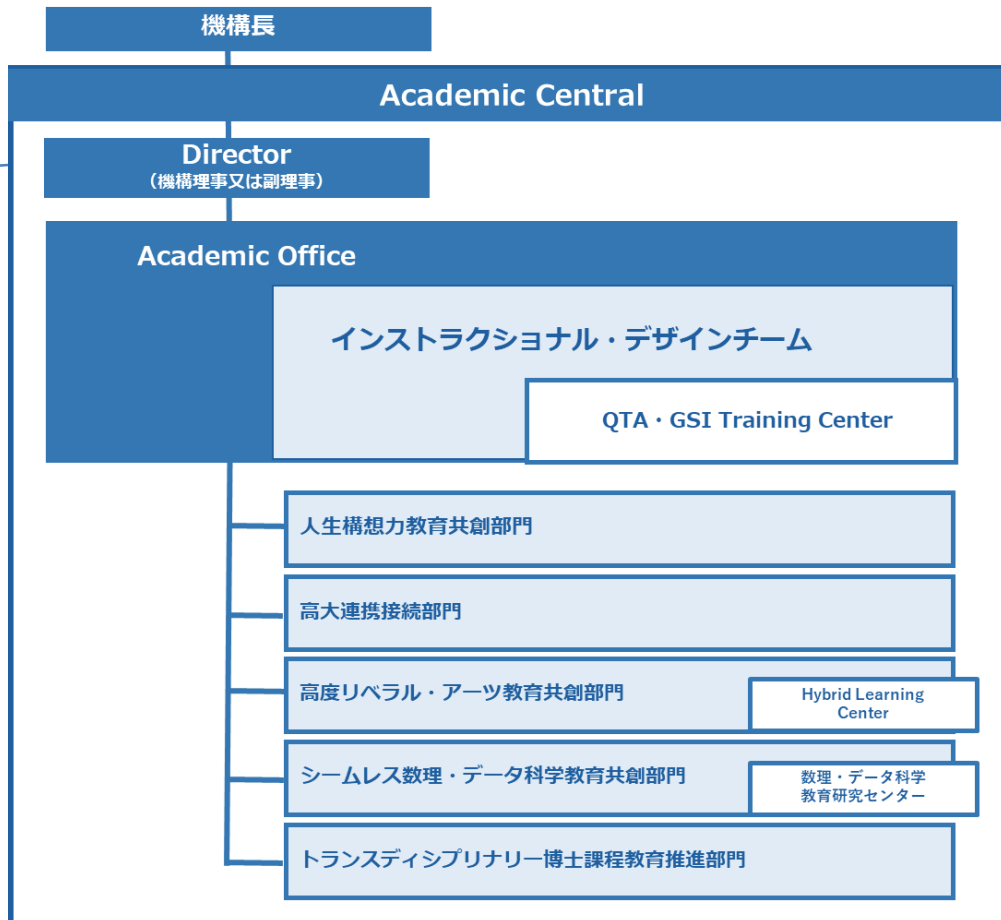 機構長
Academic Central
Director
（機構理事又は副理事）
Academic Office
インストラクショナル・デザインチーム
QTA・GSI Training Center
人生構想力教育共創部門
高大連携接続部門
高度リベラル・アーツ教育共創部門
Hybrid Learning
Center
シームレス数理・データ科学教育共創部門
数理・データ科学
教育研究センター
トランスディシプリナリー博士課程教育推進部門